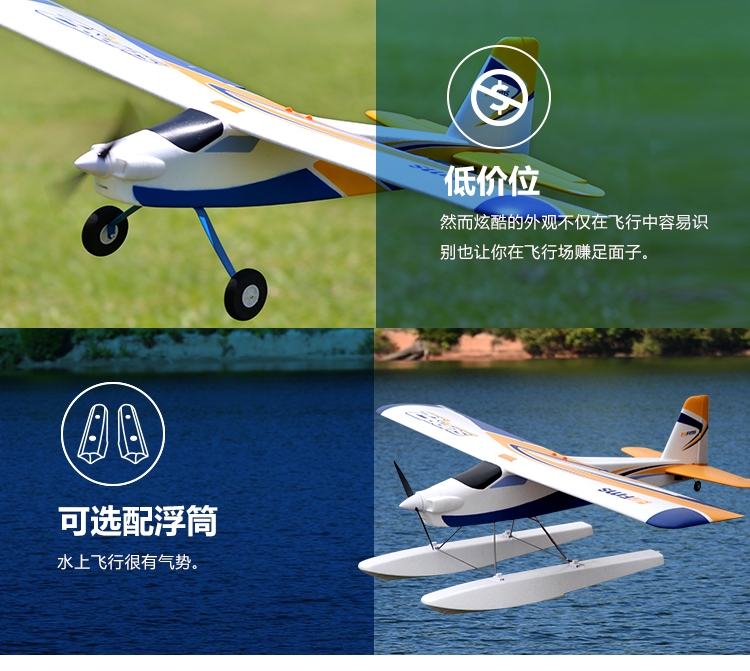 低价位
然而炫酷的外观不仅在飞行中容易识
别也让你在飞行场赚足面子。
可选配浮筒
水上飞行很有气势。
FMS